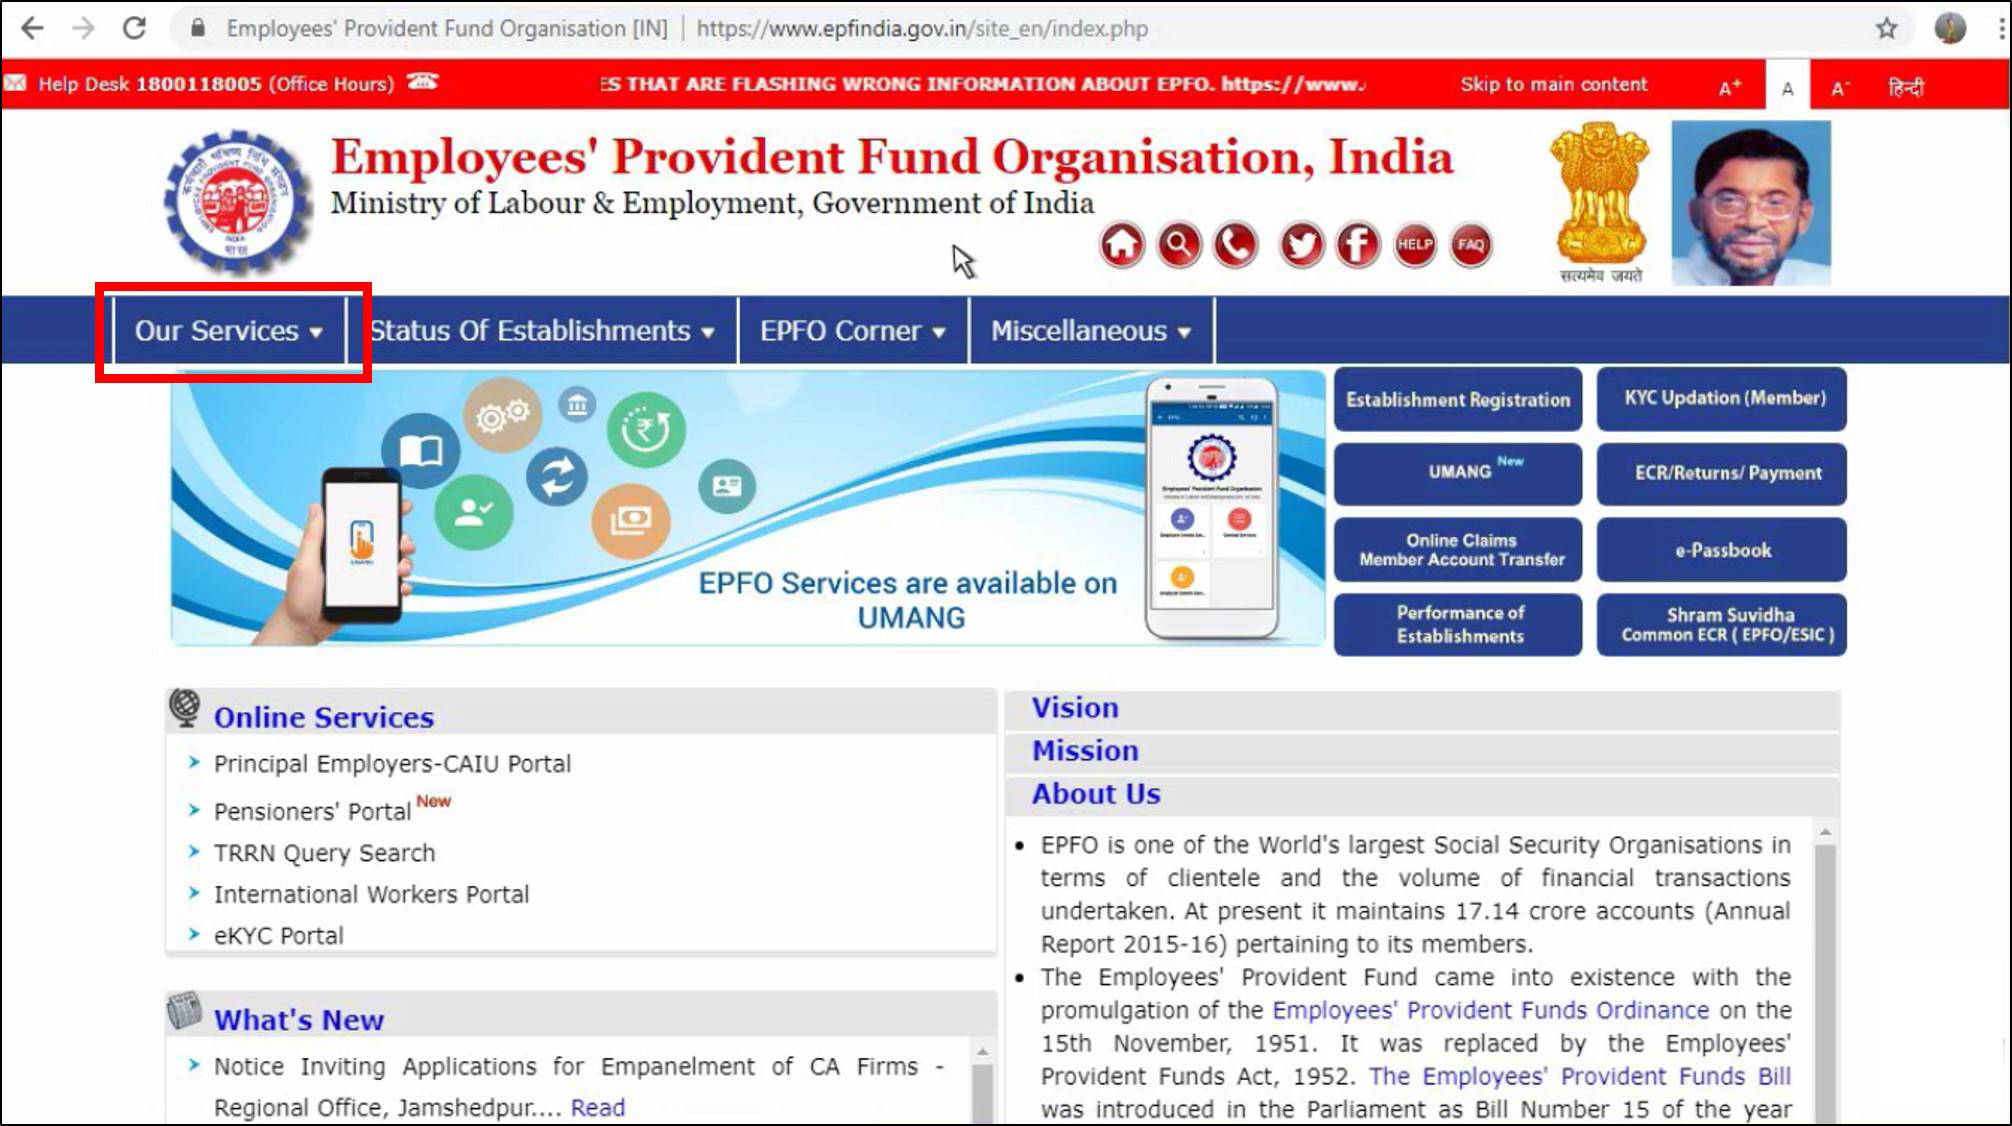 Employees' Provident Fund Organisation [IN] | https://www.epfindia.gov.in/site_en/index.php
Help Desk 1800118005 (Office Hours)
ES THAT ARE FLASHING WRONG INFORMATION ABOUT EPFO. https://www.
Skip to main content
A+
A
A-
हिन्दी
Employees' Provident Fund Organisation, India
Ministry of Labour & Employment, Government of India
HELP
FAQ
सत्यमेव जयते
Our Services
Status Of Establishments
EPFO Corner
Miscellaneous
EPFO Services are available on
UMANG
UMANG
Establishment Registration
KYC Updation (Member)
UMANG New
ECR/Returns/ Payment
Online Claims
Member Account Transfer
e-Passbook
Performance of
Establishments
Shram Suvidha
Common ECR ( EPFO/ESIC )
Online Services
Principal Employers-CAIU Portal
Pensioners' Portal New
TRRN Query Search
International Workers Portal
eKYC Portal
What's New
Notice Inviting Applications for Empanelment of CA Firms -
Regional Office, Jamshedpur.... Read
Vision
Mission
About Us
EPFO is one of the World's largest Social Security Organisations in
terms of clientele and the volume of financial transactions
undertaken. At present it maintains 17.14 crore accounts (Annual
Report 2015-16) pertaining to its members.
The Employees' Provident Fund came into existence with the
promulgation of the Employees' Provident Funds Ordinance on the
15th November, 1951. It was replaced by the Employees'
Provident Funds Act, 1952. The Employees' Provident Funds Bill
was introduced in the Parliament as Bill Number 15 of the year